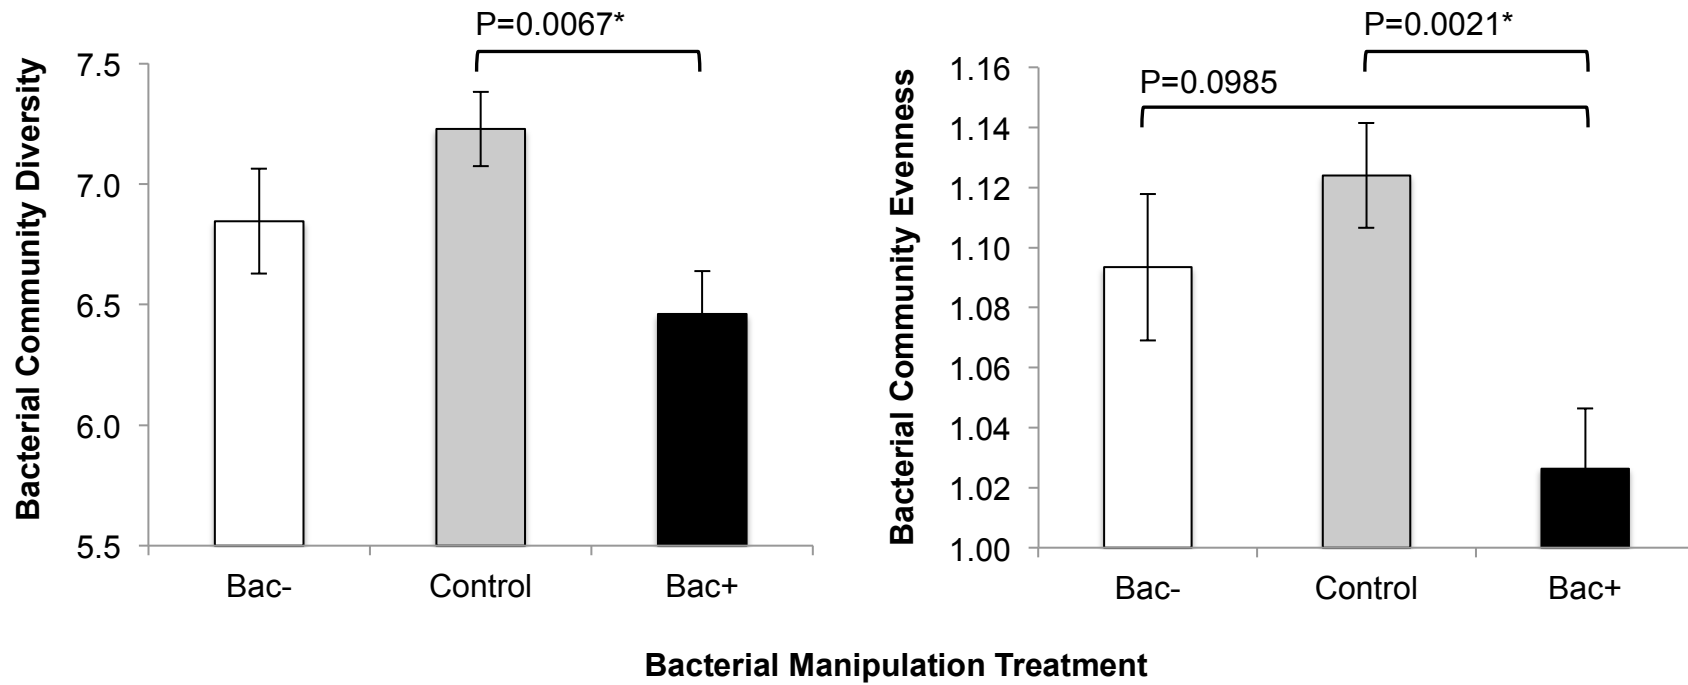 P=0.0067*
Bacterial Community Diversity
7.5
7.0
6.5
6.0
5.5
Bac-
Control
Bac+
P=0.0021*
P=0.0985
Bacterial Community Evenness
1.16
1.14
1.12
1.10
1.08
1.06
1.04
1.02
1.00
Bac-
Control
Bac+
Bacterial Manipulation Treatment